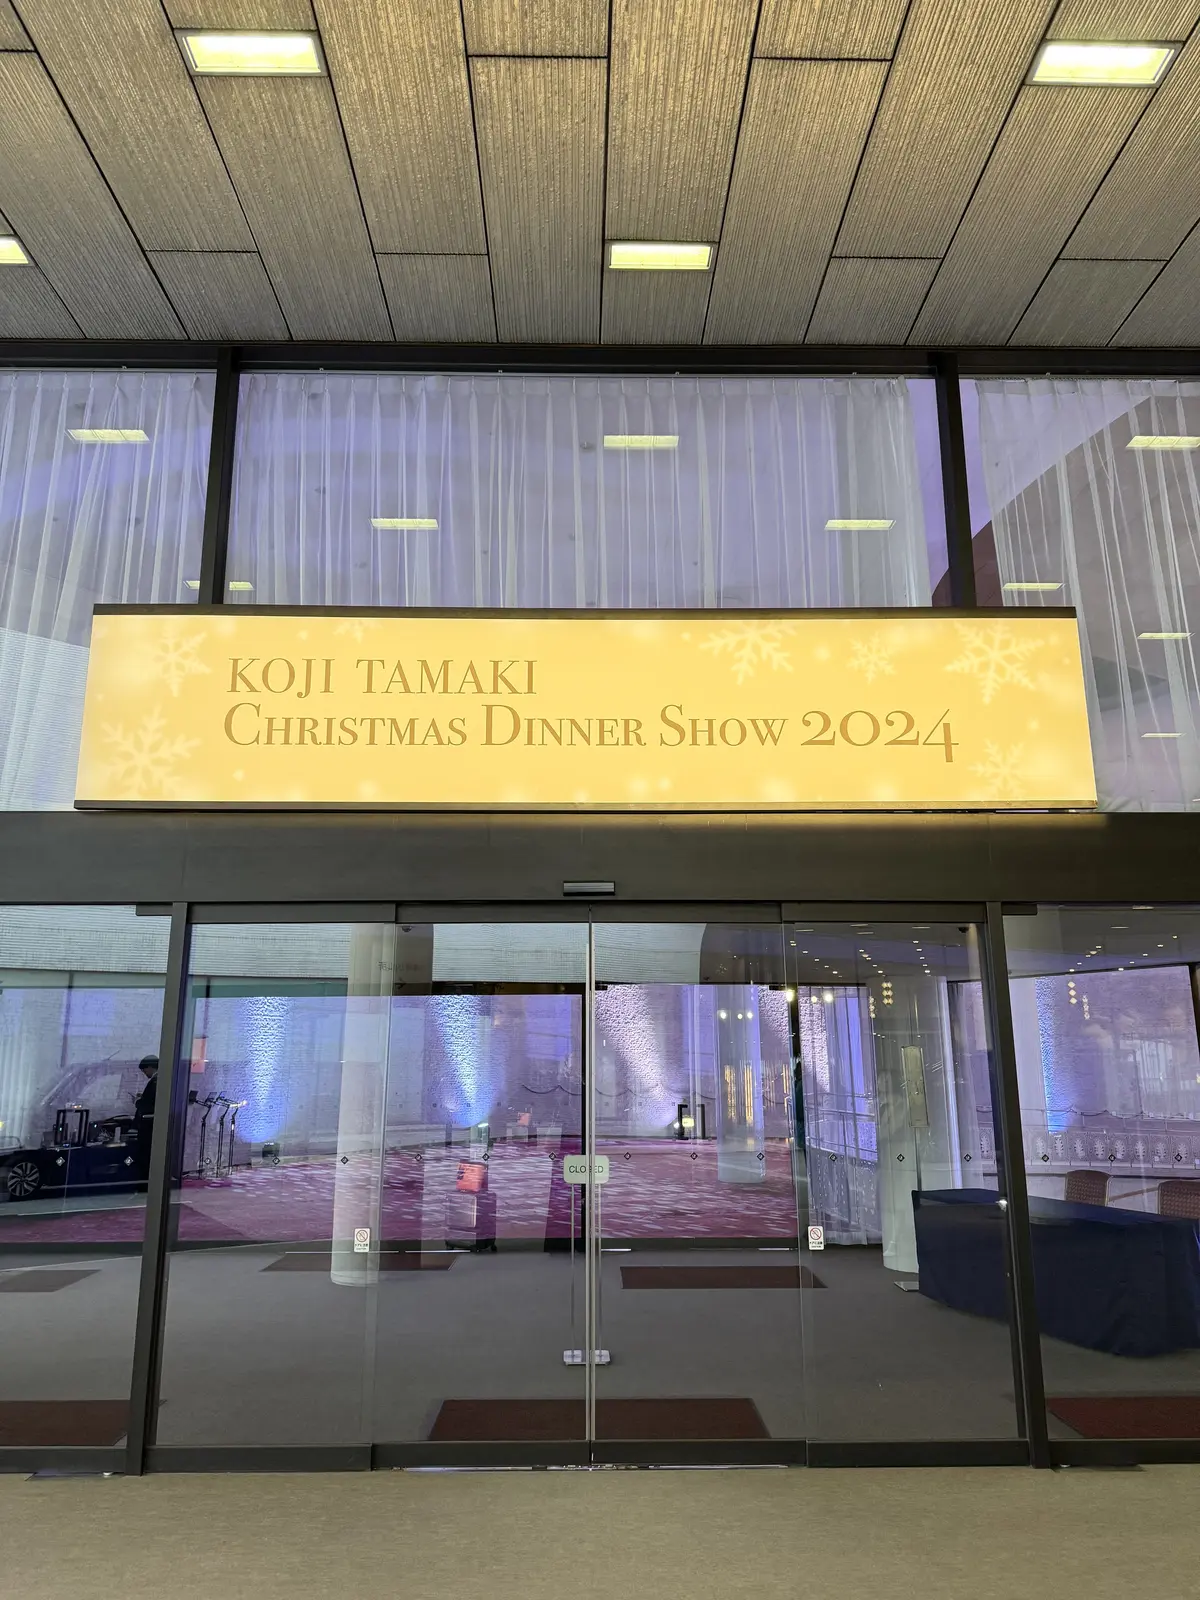 KOJI TAMAKI
CHRISTMAS DINNER SHOW 2024
CLOSED